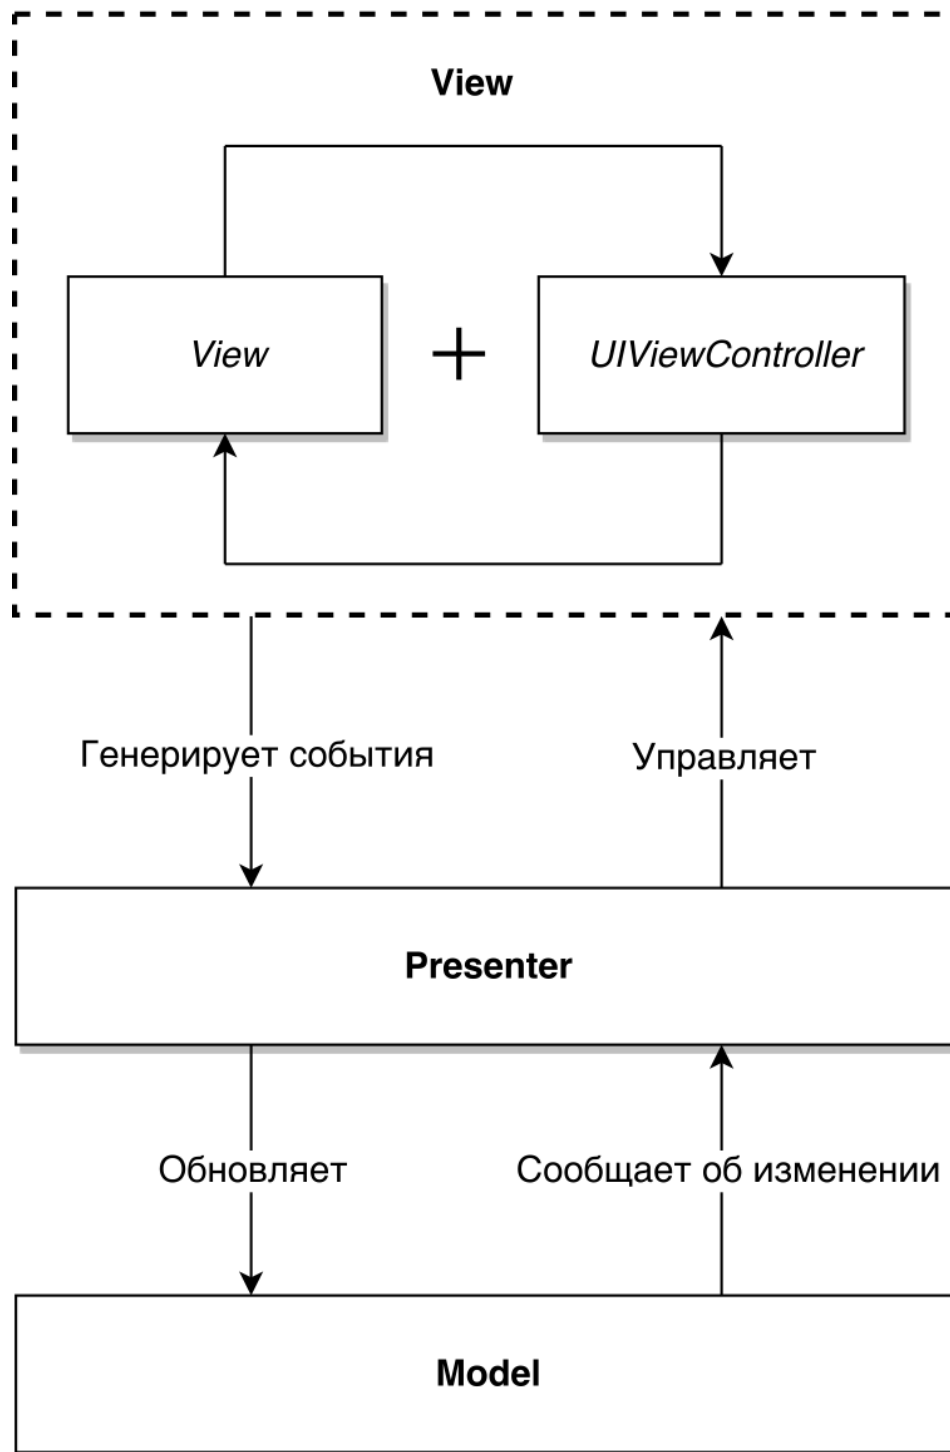 View
View
UIViewController
Генерирует события
Управляет
Presenter
Обновляет
Сообщает об изменении
Model